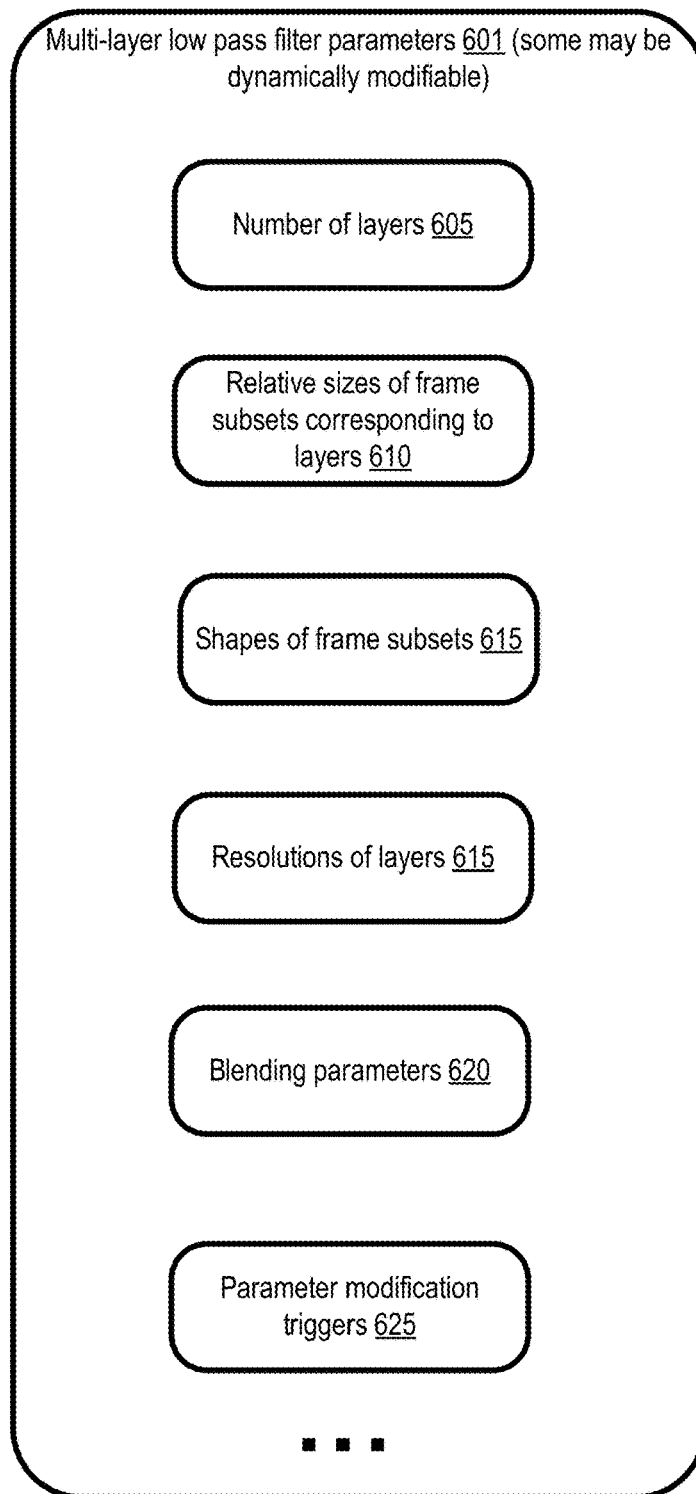 Multi-layer low pass filter parameters 601 (some may be
dynamically modifiable)
Number of layers 605
Relative sizes of frame
subsets corresponding to
layers 610
Shapes of frame subsets 615
Resolutions of layers 615
Blending parameters 620
Parameter modification
triggers 625